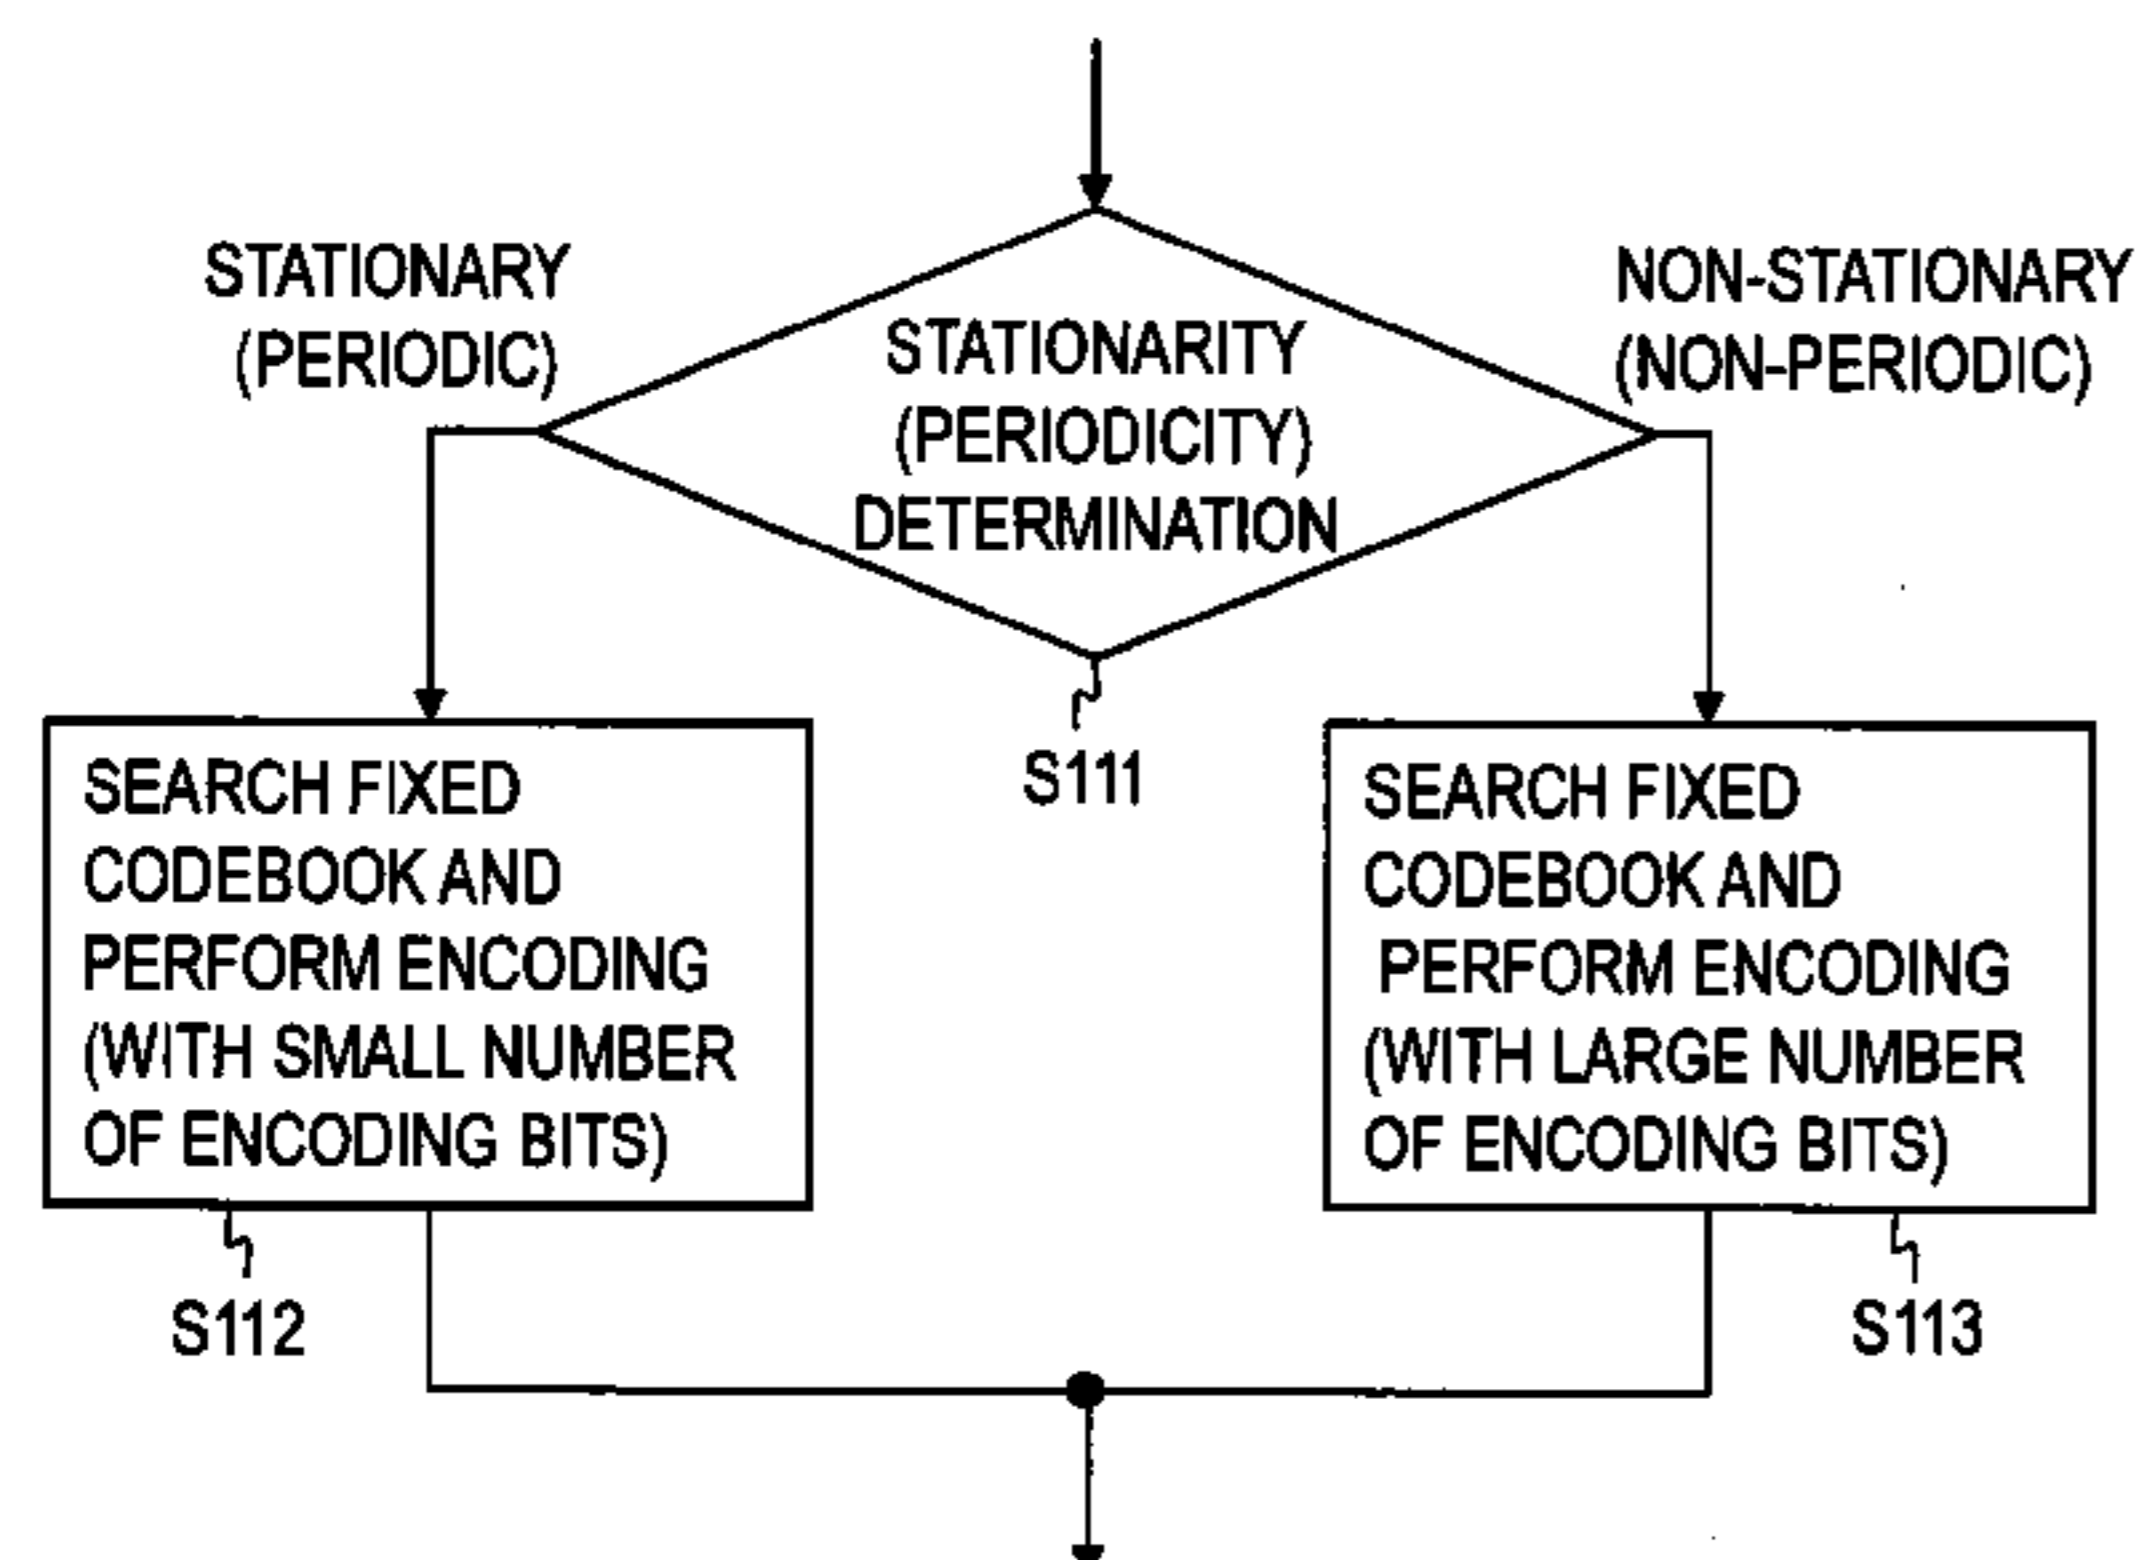 STATIONARY
(PERIODIC)
STATIONARITY
(PERIODICITY)
DETERMINATION
NON-STATIONARY
(NON-PERIODIC)
S111
SEARCH FIXED
CODEBOOK AND
PERFORM ENCODING
(WITH SMALL NUMBER
OF ENCODING BITS)
S112
SEARCH FIXED
CODEBOOK AND
PERFORM ENCODING
(WITH LARGE NUMBER
OF ENCODING BITS)
S113